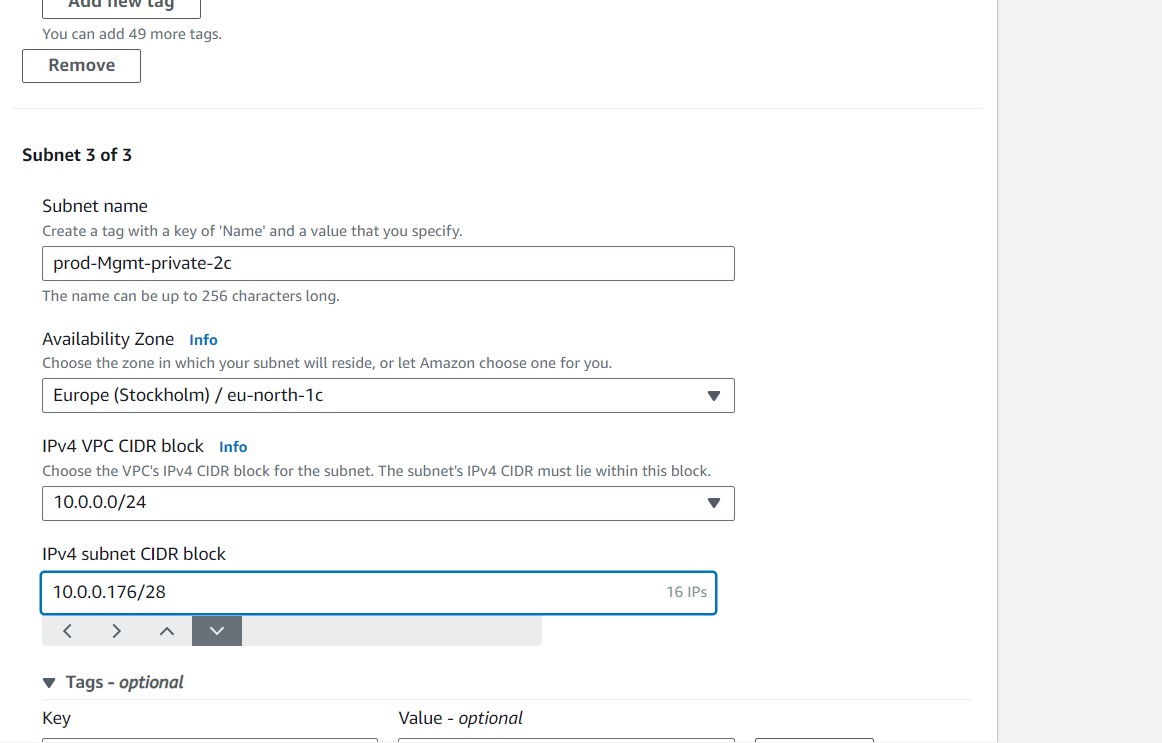 Add new tag
You can add 49 more tags.
Remove
Subnet 3 of 3
Subnet name
Create a tag with a key of 'Name' and a value that you specify.
prod-Mgmt-private-2c
The name can be up to 256 characters long.
Availability Zone Info
Choose the zone in which your subnet will reside, or let Amazon choose one for you.
Europe (Stockholm) / eu-north-1c
IPv4 VPC CIDR block Info
Choose the VPC's IPv4 CIDR block for the subnet. The subnet's IPv4 CIDR must lie within this block.
10.0.0.0/24
IPv4 subnet CIDR block
10.0.0.176/28 16 IPs
Tags - optional
Key Value - optional